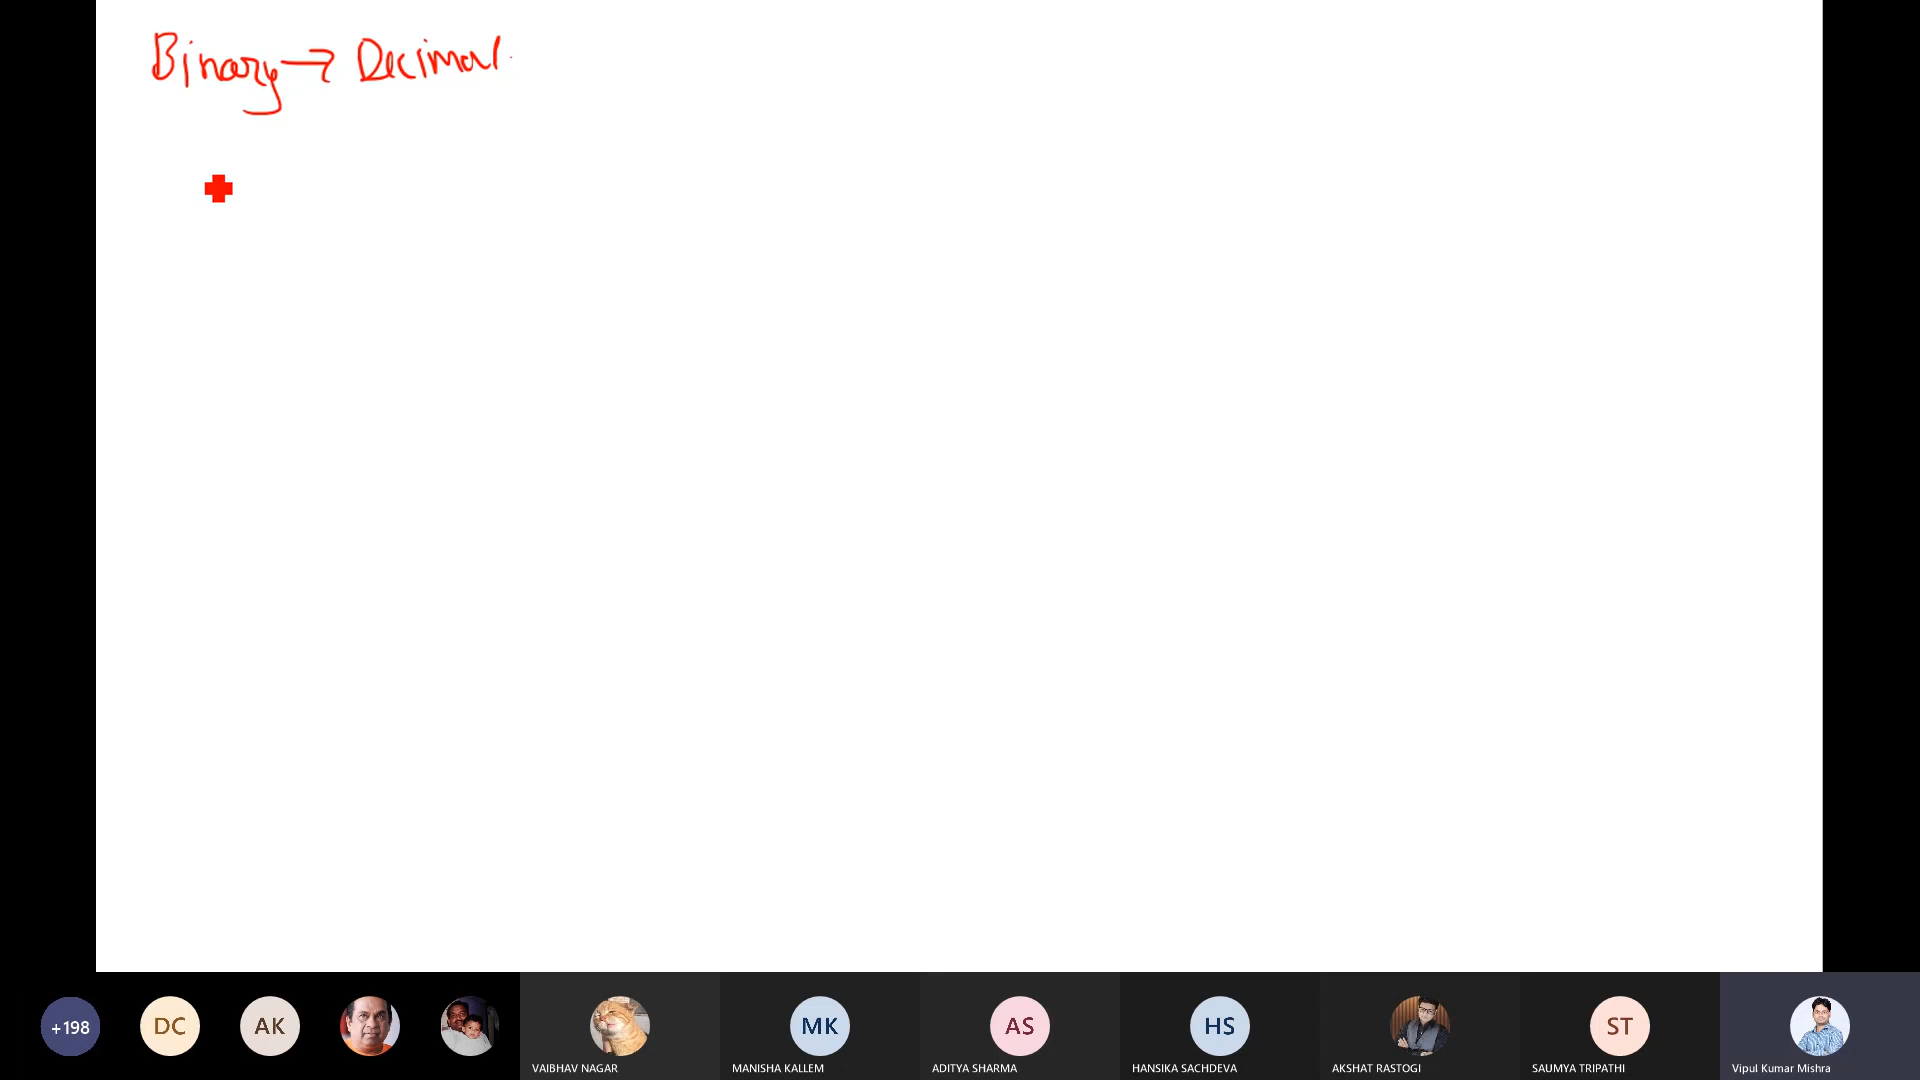 Binary → Decimal
+198
DC
AK
MK
AS
HS
ST
VAIBHAV NAGAR
MANISHA KALLEM
ADITYA SHARMA
HANSIKA SACHDEVA
AKSHAT RASTOGI
SAUMYA TRIPATHI
Vipul Kumar Mishra